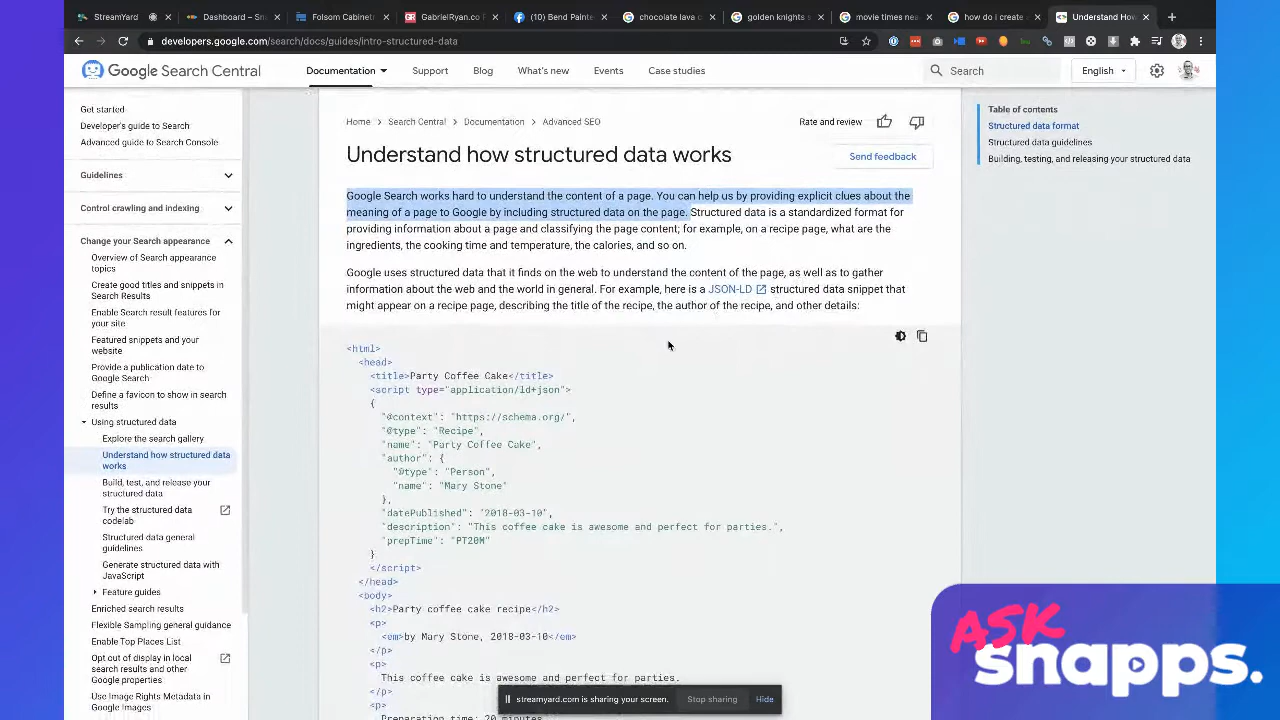 StreamYard
Dashboard – Sna
Folsom Cabinetr
GabrielRyan.co
(10) Bend Painte
chocolate lava c
golden knights s
movie times nea
how do i create s
Understand How
developers.google.com/search/docs/guides/intro-structured-data
Google Search Central
Documentation
Support
Blog
What's new
Events
Case studies
Search
English
Get started
Developer's guide to Search
Advanced guide to Search Console
Guidelines
Control crawling and indexing
Change your Search appearance
Overview of Search appearance
topics
Create good titles and snippets in
Search Results
Enable Search result features for
your site
Featured snippets and your
website
Provide a publication date to
Google Search
Define a favicon to show in search
results
Using structured data
Explore the search gallery
Understand how structured data
works
Build, test, and release your
structured data
Try the structured data
codelab
Structured data general
guidelines
Generate structured data with
JavaScript
Feature guides
Enriched search results
Flexible Sampling general guidance
Enable Top Places List
Opt out of display in local
search results and other
Google properties
Use Image Rights Metadata in
Google Images
Home
Search Central
Documentation
Advanced SEO
Rate and review
Understand how structured data works
Send feedback
Google Search works hard to understand the content of a page. You can help us by providing explicit clues about the
meaning of a page to Google by including structured data on the page. Structured data is a standardized format for
providing information about a page and classifying the page content; for example, on a recipe page, what are the
ingredients, the cooking time and temperature, the calories, and so on.
Google uses structured data that it finds on the web to understand the content of the page, as well as to gather
information about the web and the world in general. For example, here is a JSON-LD structured data snippet that
might appear on a recipe page, describing the title of the recipe, the author of the recipe, and other details:
<html>
<head>
<title>Party Coffee Cake</title>
<script type="application/ld+json">
{
"@context": "https://schema.org/",
"@type": "Recipe",
"name": "Party Coffee Cake",
"author": {
"@type": "Person",
"name": "Mary Stone"
},
"datePublished": "2018-03-10",
"description": "This coffee cake is awesome and perfect for parties.",
"prepTime": "PT20M"
}
</script>
</head>
<body>
<h2>Party coffee cake recipe</h2>
<p>
<em>by Mary Stone, 2018-03-10</em>
</p>
<p>
This coffee cake is awesome and perfect for parties.
</p>
<p>
Preparation time: 20 minutes
Table of contents
Structured data format
Structured data guidelines
Building, testing, and releasing your structured data
streamyard.com is sharing your screen.
Stop sharing
Hide
ASK
snapps.